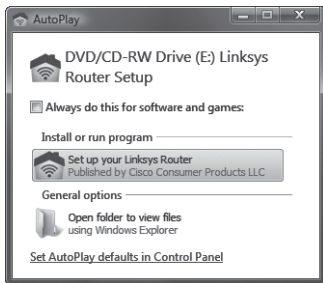 AutoPlay
DVD/CD-RW Drive (E:) Linksys
Router Setup
Always do this for software and games:
Install or run program
Set up your Linksys Router
Published by Cisco Consumer Products LLC
General options
Open folder to view files
using Windows Explorer
Set AutoPlay defaults in Control Panel